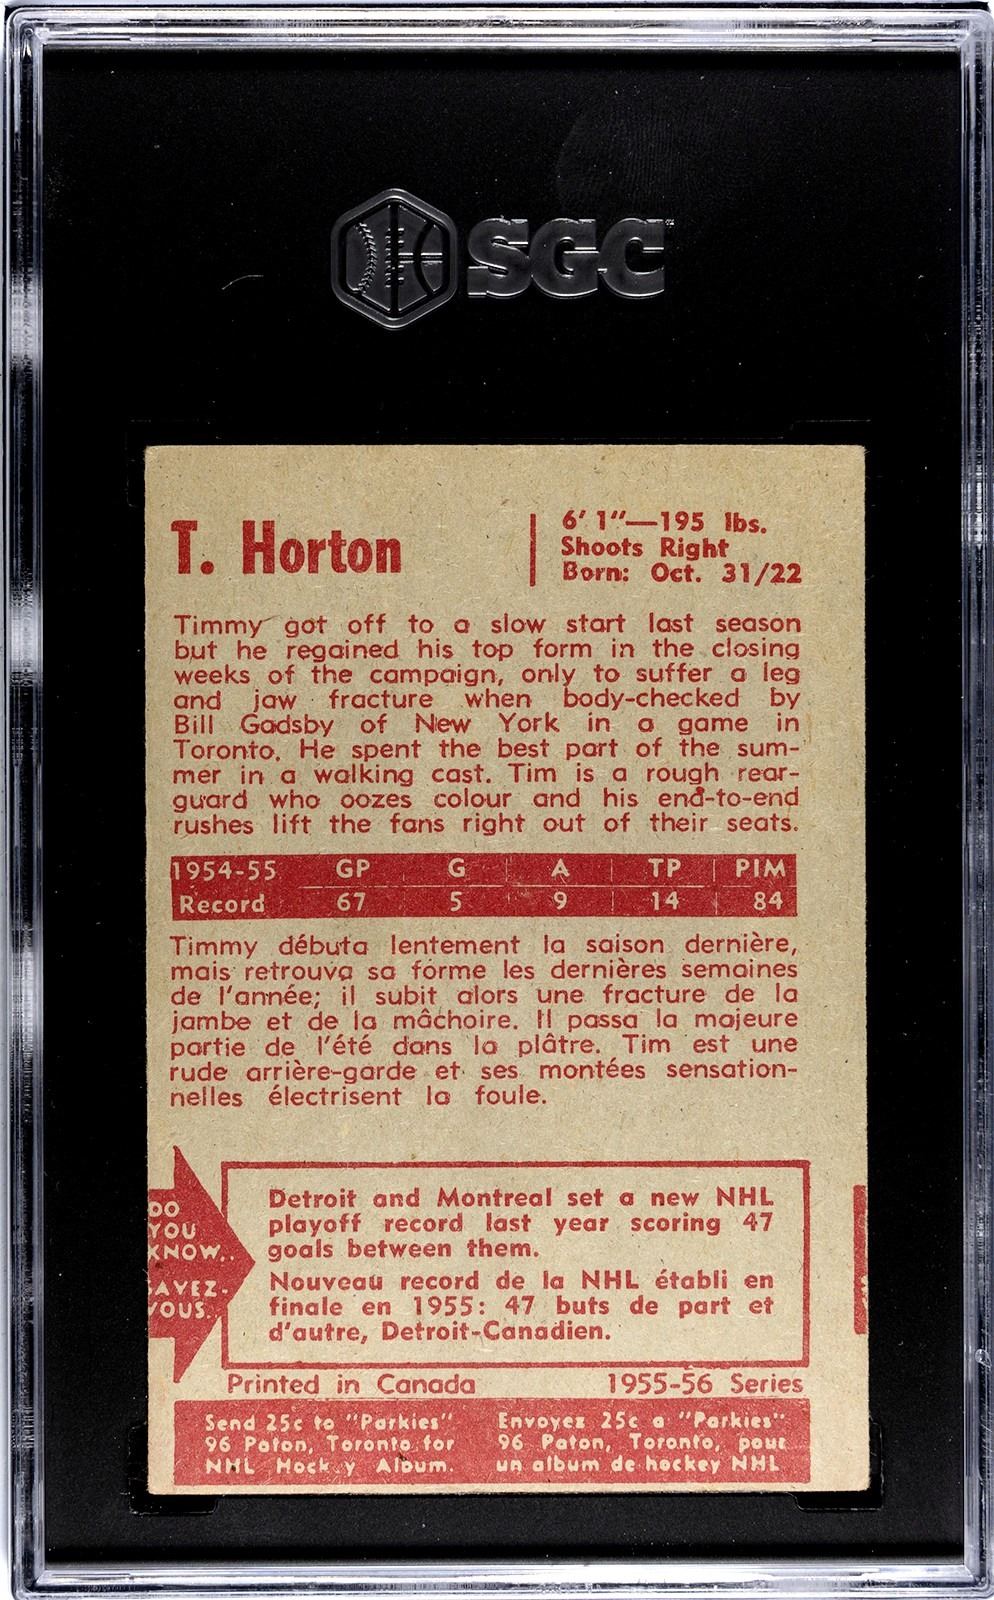 SGC
T. Horton
6' 1"—195 lbs.
Shoots Right
Born: Oct. 31/22
Timmy got off to a slow start last season
but he regained his top form in the closing
weeks of the campaign, only to suffer a leg
and jaw fracture when body-checked by
Bill Gadsby of New York in a game in
Toronto. He spent the best part of the sum-
mer in a walking cast. Tim is a rough rear-
guard who oozes colour and his end-to-end
rushes lift the fans right out of their seats.
1954-55 GP G A TP PIM
Record 67 5 9 14 84
Timmy débuta lentement la saison dernière,
mais retrouva sa forme les dernières semaines
de l'année; il subit alors une fracture de la
jambe et de la mâchoire. Il passa la majeure
partie de l'été dans la plâtre. Tim est une
rude arrière-garde et ses montées sensation-
nelles électrisent la foule.
DO
YOU
KNOW..
AVEZ-
VOUS.
Detroit and Montreal set a new NHL
playoff record last year scoring 47
goals between them.
Nouveau record de la NHL établi en
finale en 1955: 47 buts de part et
d'autre, Detroit-Canadien.
Printed in Canada 1955-56 Series
Send 25c to "Parkies"
96 Paton, Toronto for
NHL Hock y Album.
Envoyez 25c a "Parkies"
96 Paton, Toronto, pour
un album de hockey NHL